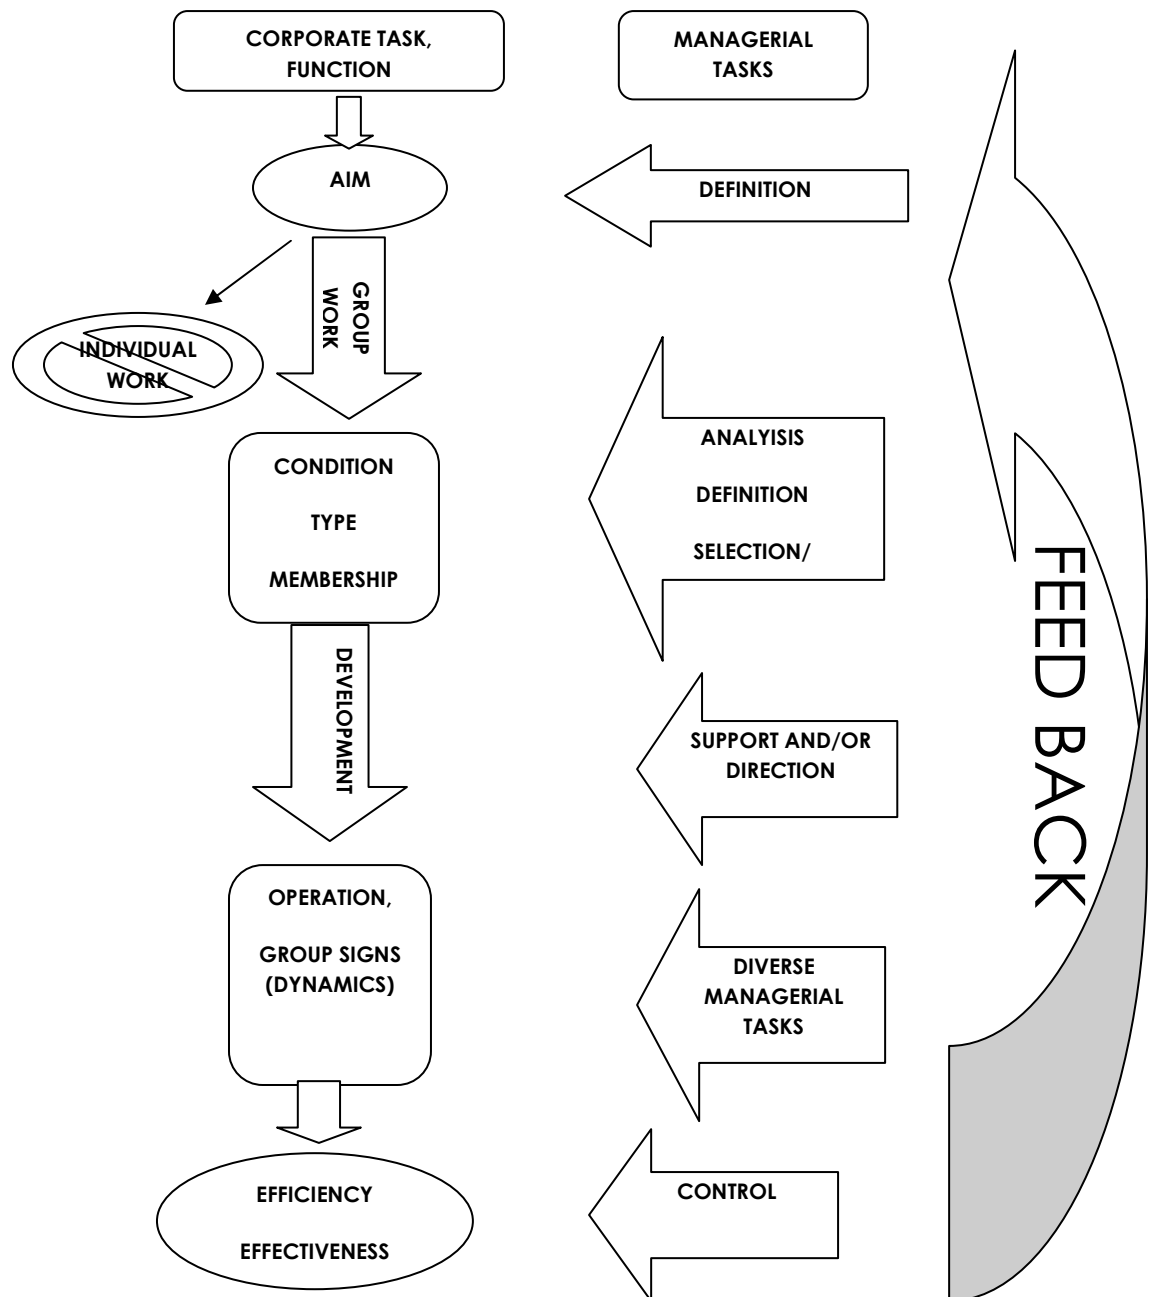 CORPORATE TASK,
FUNCTION
MANAGERIAL
TASKS
AIM
DEFINITION
GROUP
WORK
INDIVIDUAL
WORK
CONDITION
TYPE
MEMBERSHIP
ANALYISIS
DEFINITION
SELECTION/
DEVELOPMENT
SUPPORT AND/OR
DIRECTION
FEED BACK
OPERATION,
GROUP SIGNS
(DYNAMICS)
DIVERSE
MANAGERIAL
TASKS
EFFICIENCY
EFFECTIVENESS
CONTROL